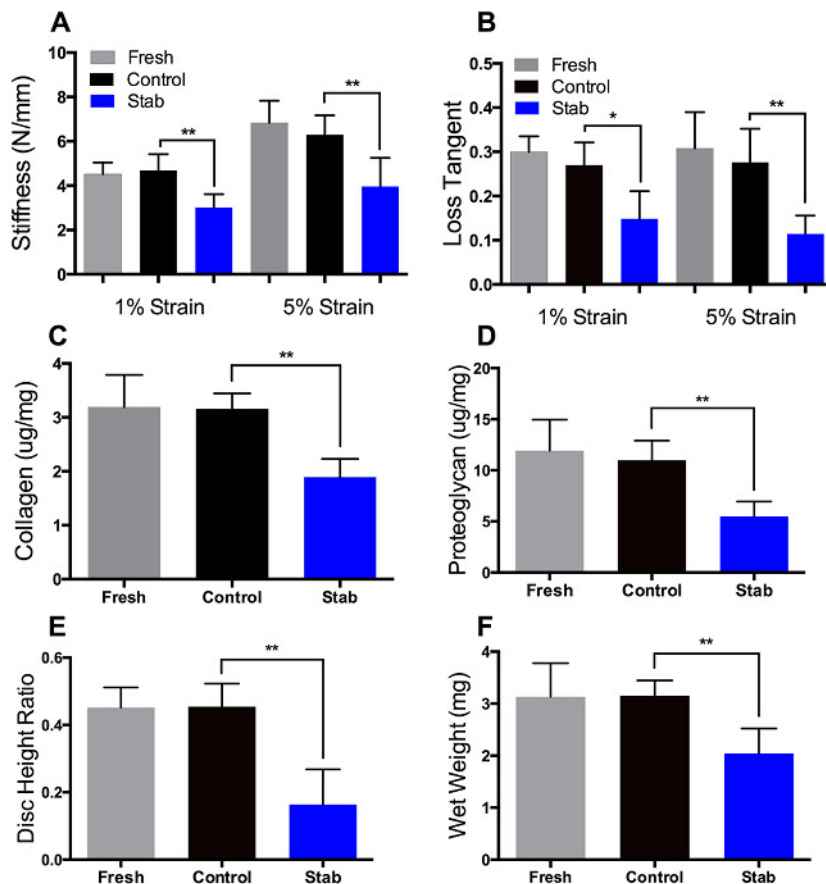 A
Stiffness (N/mm)
10
8
6
4
2
0
Fresh
Control
Stab
**
**
1% Strain
5% Strain
B
Loss Tangent
0.5
0.4
0.3
0.2
0.1
0.0
Fresh
Control
Stab
*
**
1% Strain
5% Strain
C
Collagen (ug/mg)
4
3
2
1
0
**
Fresh
Control
Stab
D
Proteoglycan (ug/mg)
20
15
10
5
0
**
Fresh
Control
Stab
E
Disc Height Ratio
0.6
0.4
0.2
0.0
**
Fresh
Control
Stab
F
Wet Weight (mg)
4
3
2
1
0
**
Fresh
Control
Stab